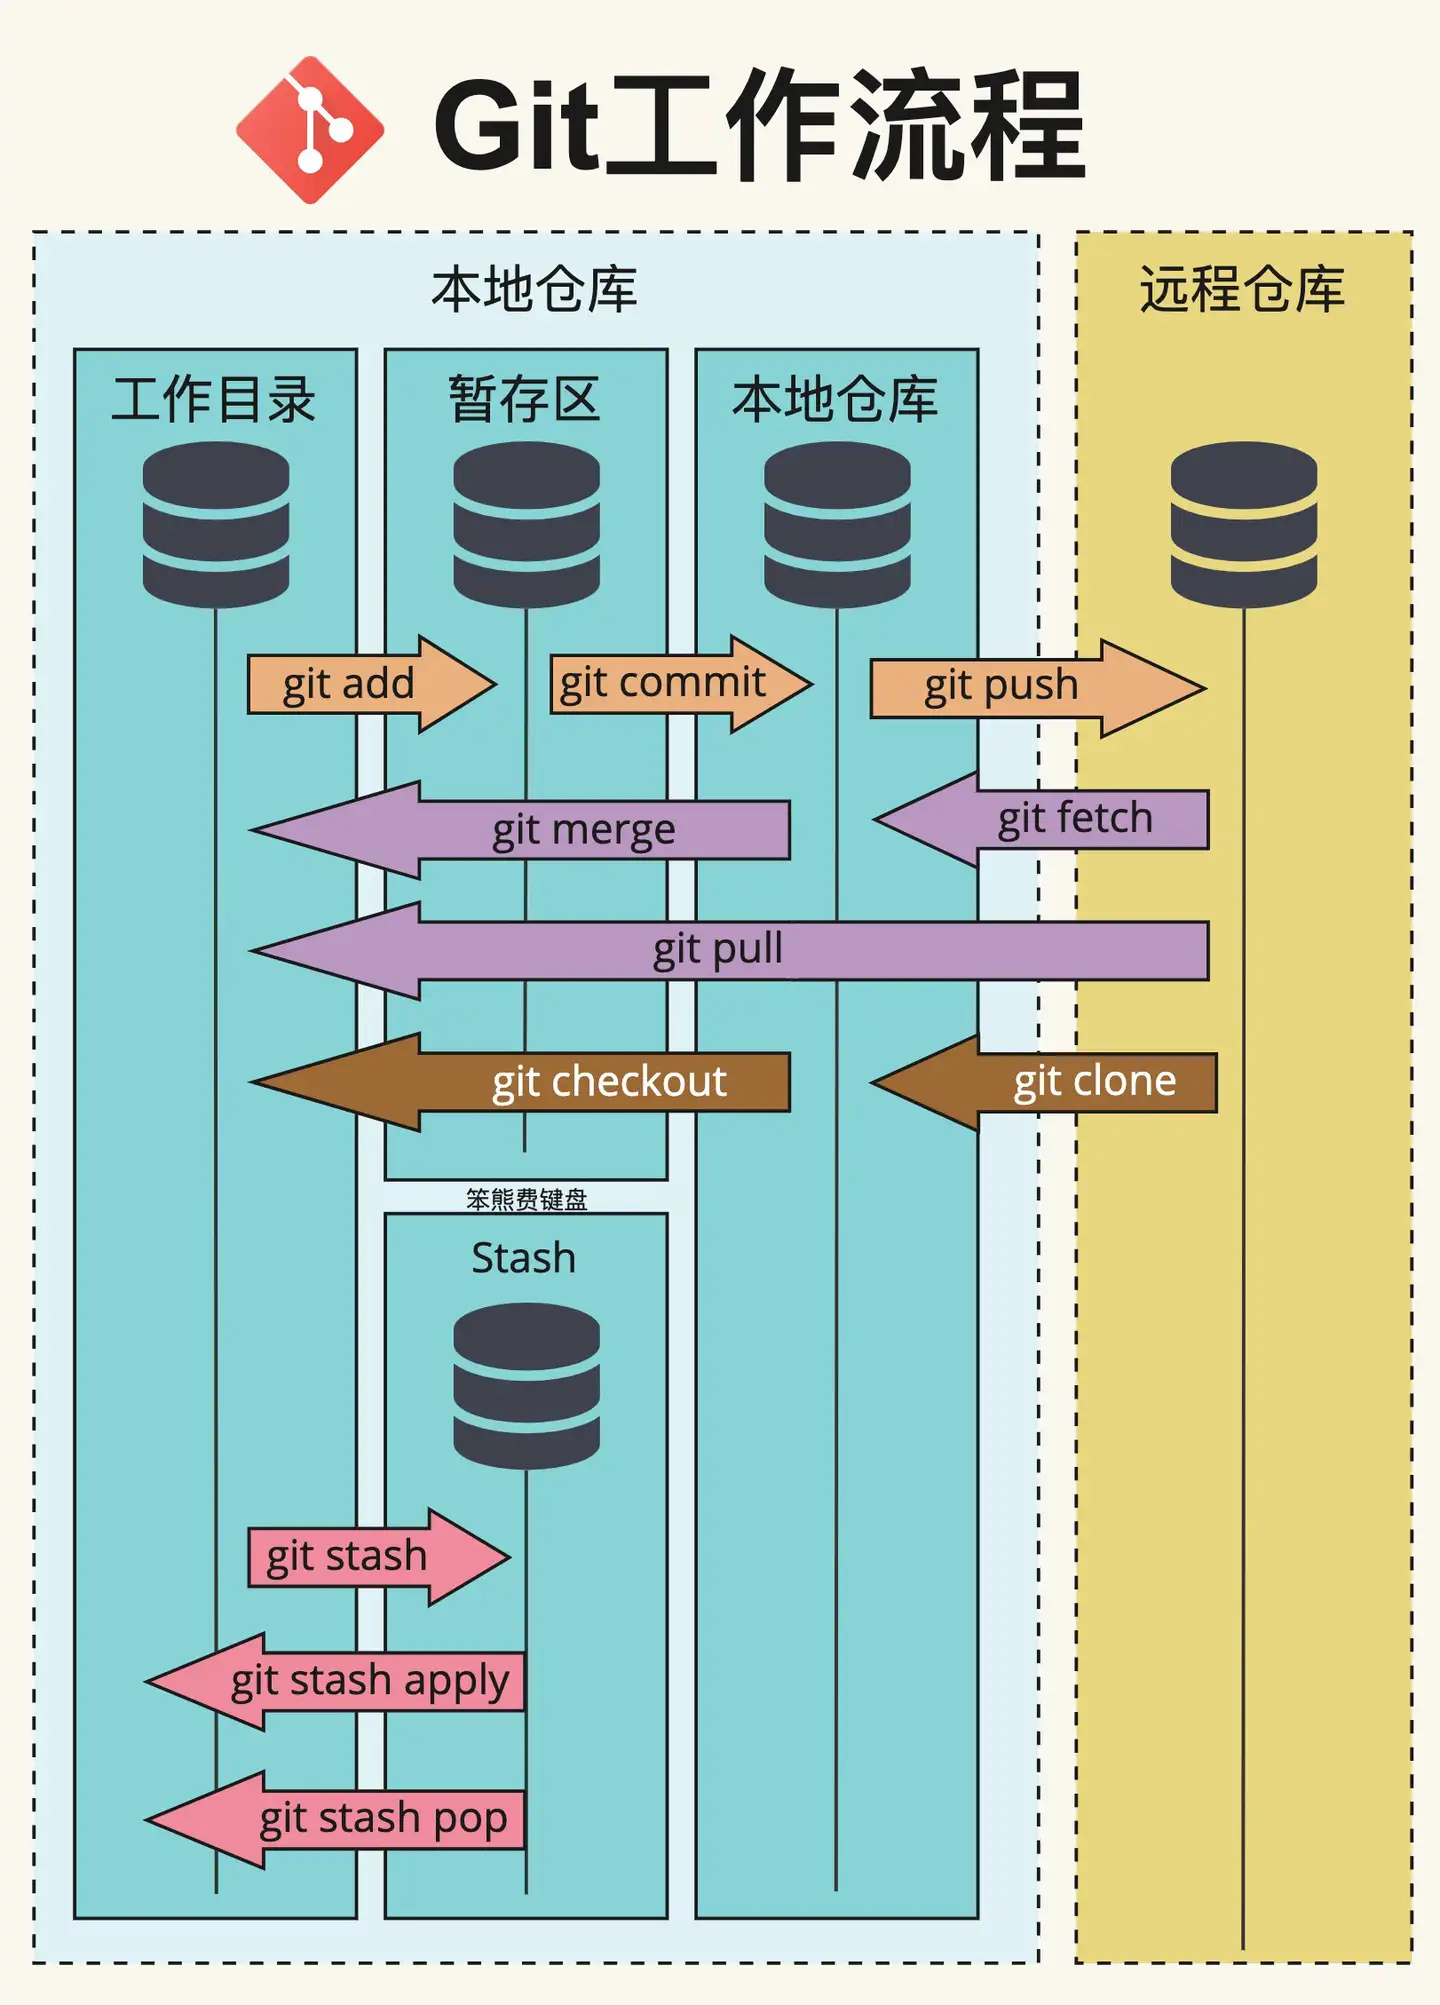 Git工作流程
本地仓库
远程仓库
工作目录
暂存区
本地仓库
git add
git commit
git push
git merge
git fetch
git pull
git checkout
git clone
笨熊费键盘
Stash
git stash
git stash apply
git stash pop